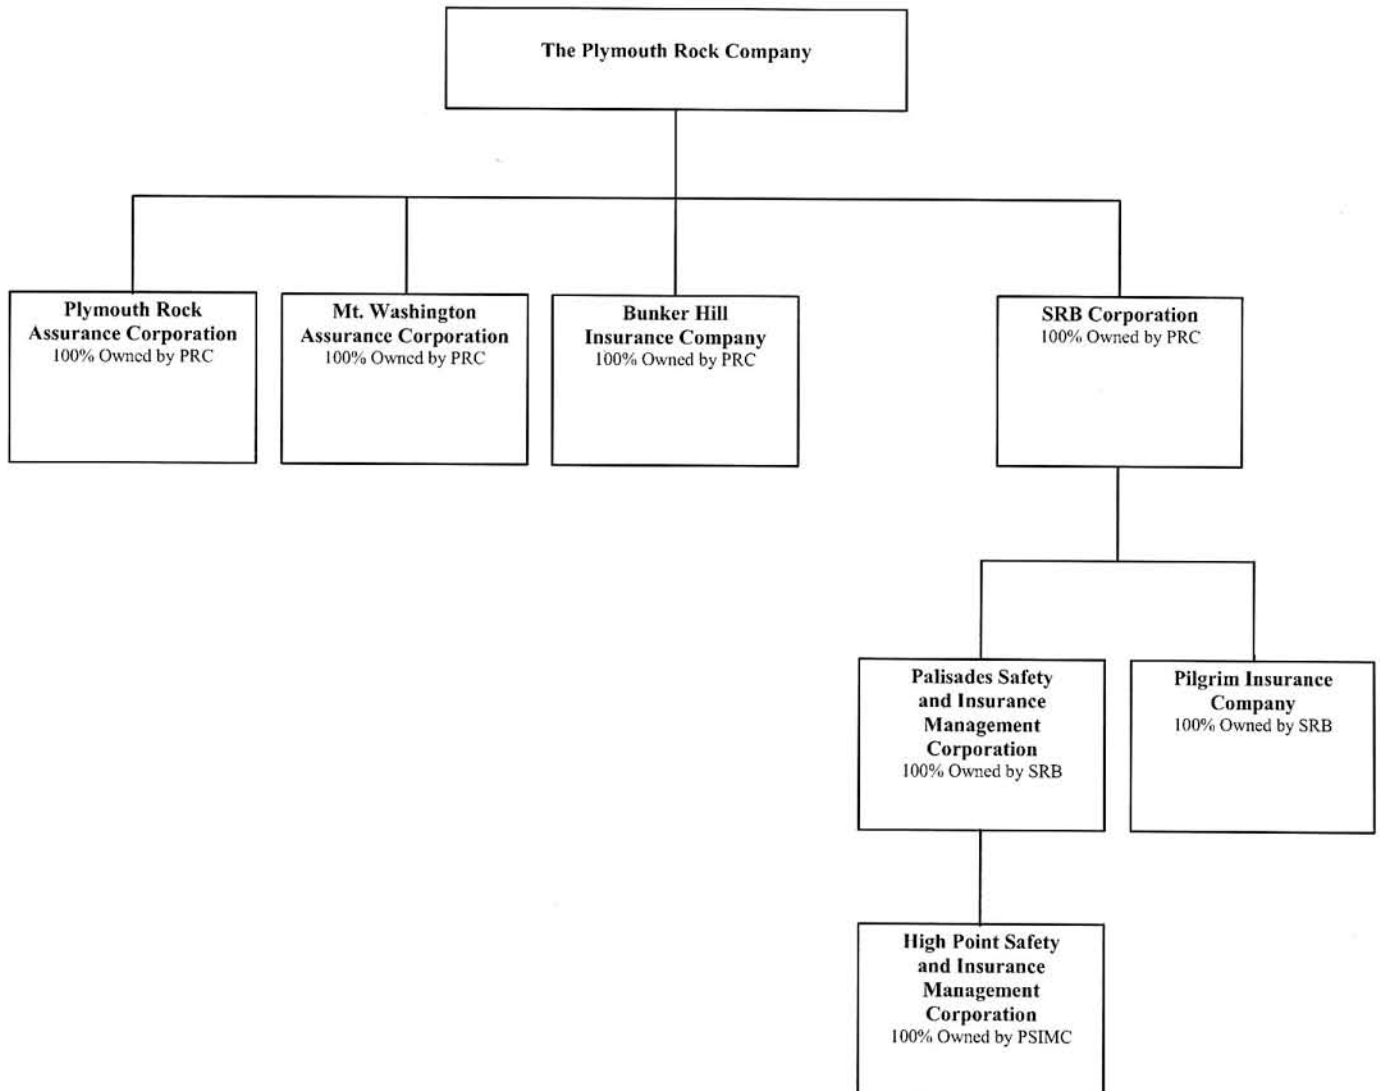 The Plymouth Rock Company
Plymouth Rock
Assurance Corporation
100% Owned by PRC
Mt. Washington
Assurance Corporation
100% Owned by PRC
Bunker Hill
Insurance Company
100% Owned by PRC
SRB Corporation
100% Owned by PRC
Palisades Safety
and Insurance
Management
Corporation
100% Owned by SRB
Pilgrim Insurance
Company
100% Owned by SRB
High Point Safety
and Insurance
Management
Corporation
100% Owned by PSIMC